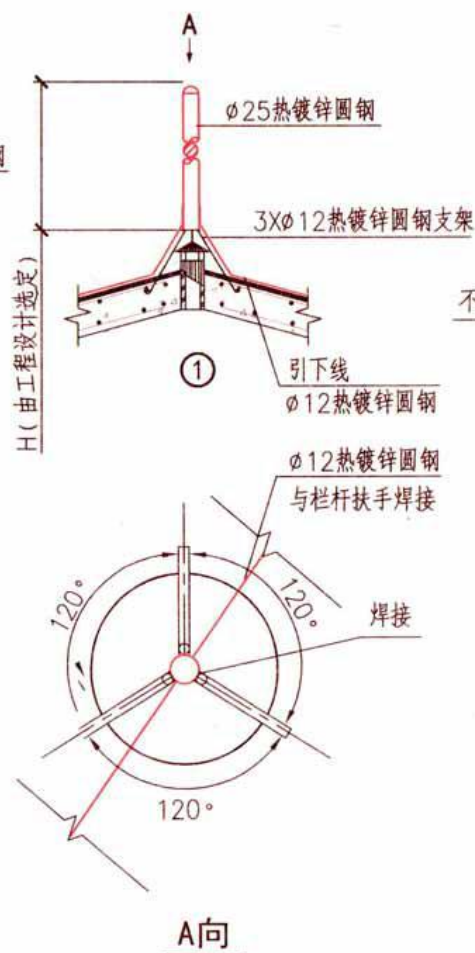 A
ø25热镀锌圆钢
3Xø12热镀锌圆钢支架
H(由工程设计选定)
不
①
引下线
ø12热镀锌圆钢
ø12热镀锌圆钢
与栏杆扶手焊接
120°
120°
焊接
120°
A向